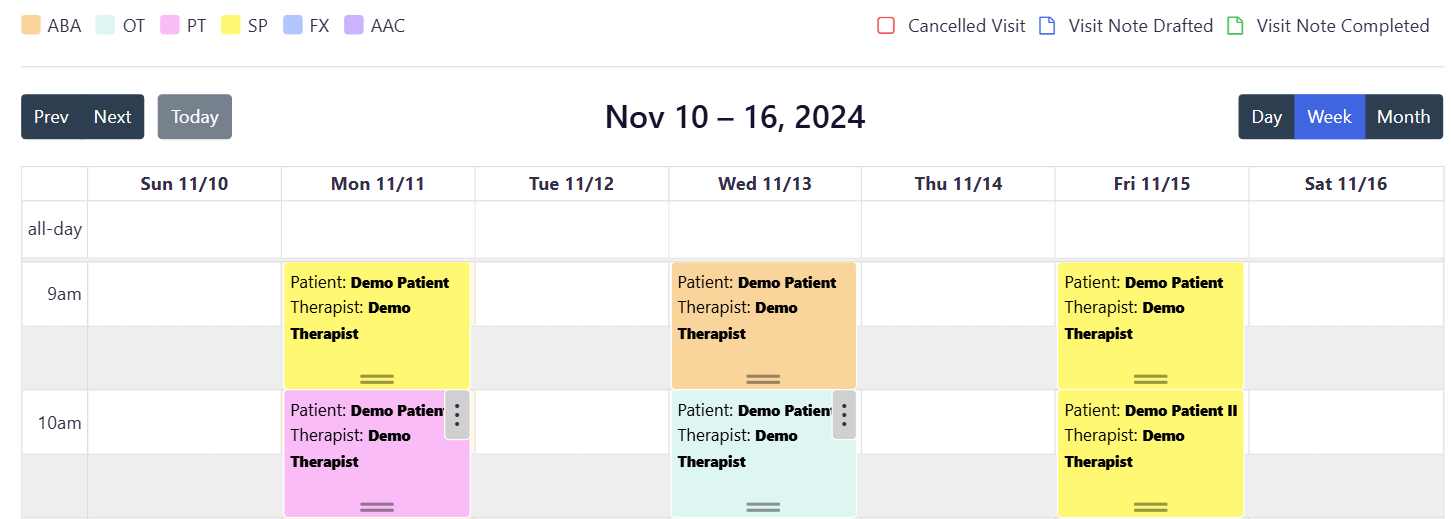 ABA OT PT SP FX AAC Cancelled Visit Visit Note Drafted Visit Note Completed
Prev Next Today Nov 10 – 16, 2024 Day Week Month
Sun 11/10 Mon 11/11 Tue 11/12 Wed 11/13 Thu 11/14 Fri 11/15 Sat 11/16
all-day
9am
Patient: Demo Patient
Therapist: Demo
Therapist
Patient: Demo Patient
Therapist: Demo
Therapist
Patient: Demo Patient
Therapist: Demo
Therapist
10am
Patient: Demo Patien
Therapist: Demo
Therapist
Patient: Demo Patien
Therapist: Demo
Therapist
Patient: Demo Patient II
Therapist: Demo
Therapist